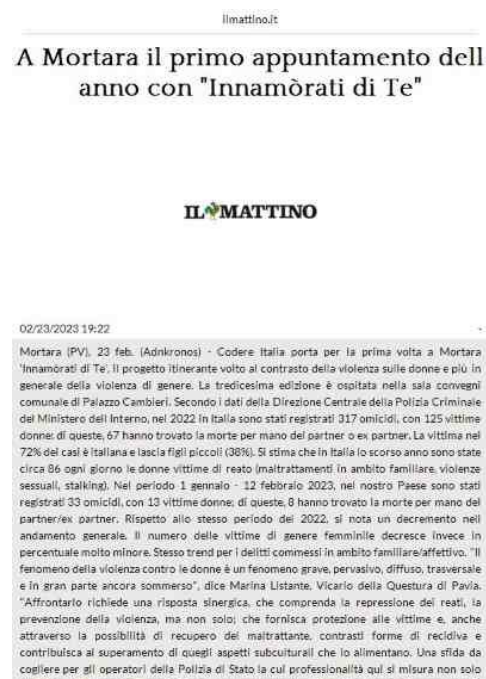 ilmattino.it
A Mortara il primo appuntamento dell
anno con "Innamòrati di Te"
IL MATTINO
02/23/2023 19:22
Mortara (PV), 23 feb. (Adnkronos) - Codere Italia porta per la prima volta a Mortara
'Innamòrati di Te', il progetto itinerante volto al contrasto della violenza sulle donne e più in
generale della violenza di genere. La tredicesima edizione è ospitata nella sala convegni
comunale di Palazzo Cambieri. Secondo i dati della Direzione Centrale della Polizia Criminale
del Ministero dell Interno, nel 2022 in Italia sono stati registrati 317 omicidi, con 125 vittime
donne: di queste, 67 hanno trovato la morte per mano del partner o ex partner. La vittima nel
72% dei casi è italiana e lascia figli piccoli (38%). Si stima che in Italia lo scorso anno sono state
circa 86 ogni giorno le donne vittime di reato (maltrattamenti in ambito familiare, violenze
sessuali, stalking). Nel periodo 1 gennaio - 12 febbraio 2023, nel nostro Paese sono stati
registrati 33 omicidi, con 13 vittime donne; di queste, 8 hanno trovato la morte per mano del
partner/ex partner. Rispetto allo stesso periodo del 2022, si nota un decremento nell
andamento generale. Il numero delle vittime di genere femminile decresce invece in
percentuale molto minore. Stesso trend per i delitti commessi in ambito familiare/affettivo. "Il
fenomeno della violenza contro le donne è un fenomeno grave, pervasivo, diffuso, trasversale
e in gran parte ancora sommerso", dice Marina Listante, Vicario della Questura di Pavia.
"Affrontarlo richiede una risposta sinergica, che comprenda la repressione dei reati, la
prevenzione della violenza, ma non solo; che fornisca protezione alle vittime e, anche
attraverso la possibilità di recupero del maltrattante, contrasti forme di recidiva e
contribuisca al superamento di quegli aspetti subculturali che lo alimentano. Una sfida da
cogliere per gli operatori della Polizia di Stato la cui professionalità qui si misura non solo